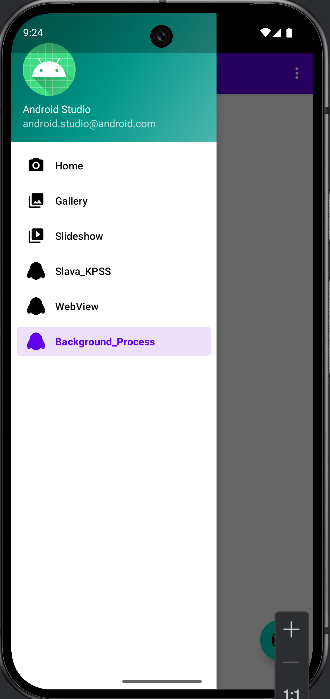 9:24
Android Studio
android.studio@android.com
Home
Gallery
Slideshow
Slava_KPSS
WebView
Background_Process
1:1